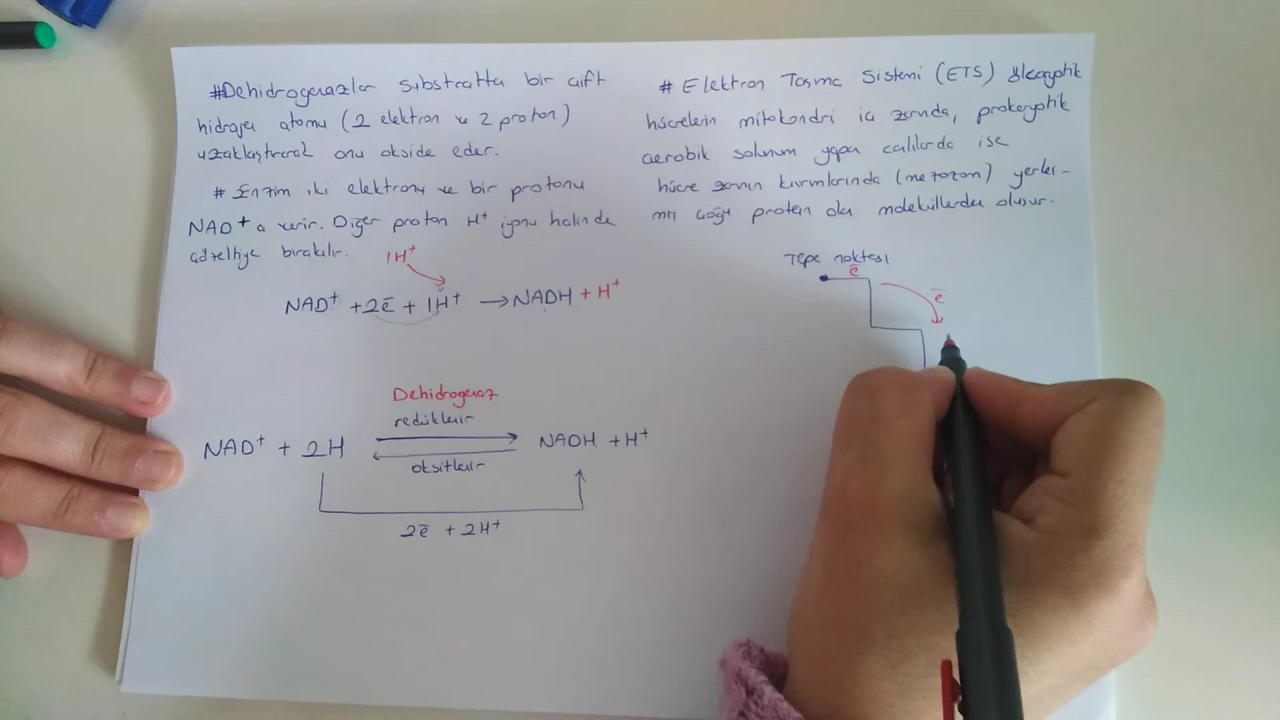 #Dehidrogenazlar substrattan bir çift
hidrojen atomu (2 elektron ve 2 proton)
uzaklaştırarak onu okside eder.
# Enzim iki elektronu ve bir protonu
NAD⁺ a verir. Diğer proton H⁺ iyonu halinde
çözeltiye bırakılır.
1H⁺
NAD⁺ + 2e⁻ + 1H⁺ → NADH + H⁺
Dehidrogenaz
redüklenir
NAD⁺ + 2H ⇌ NADH + H⁺
oksitlenir
2e⁻ + 2H⁺
# Elektron Taşıma Sistemi (ETS) ökaryotik
hücrelerin mitokondri iç zarında, prokaryotik
aerobik solunum yapan canlılarda ise
hücre zarının kıvrımlarında (mezozom) yerleş-
miş çoğu protein olan moleküllerden oluşur.
Tepe noktası
e⁻
e⁻